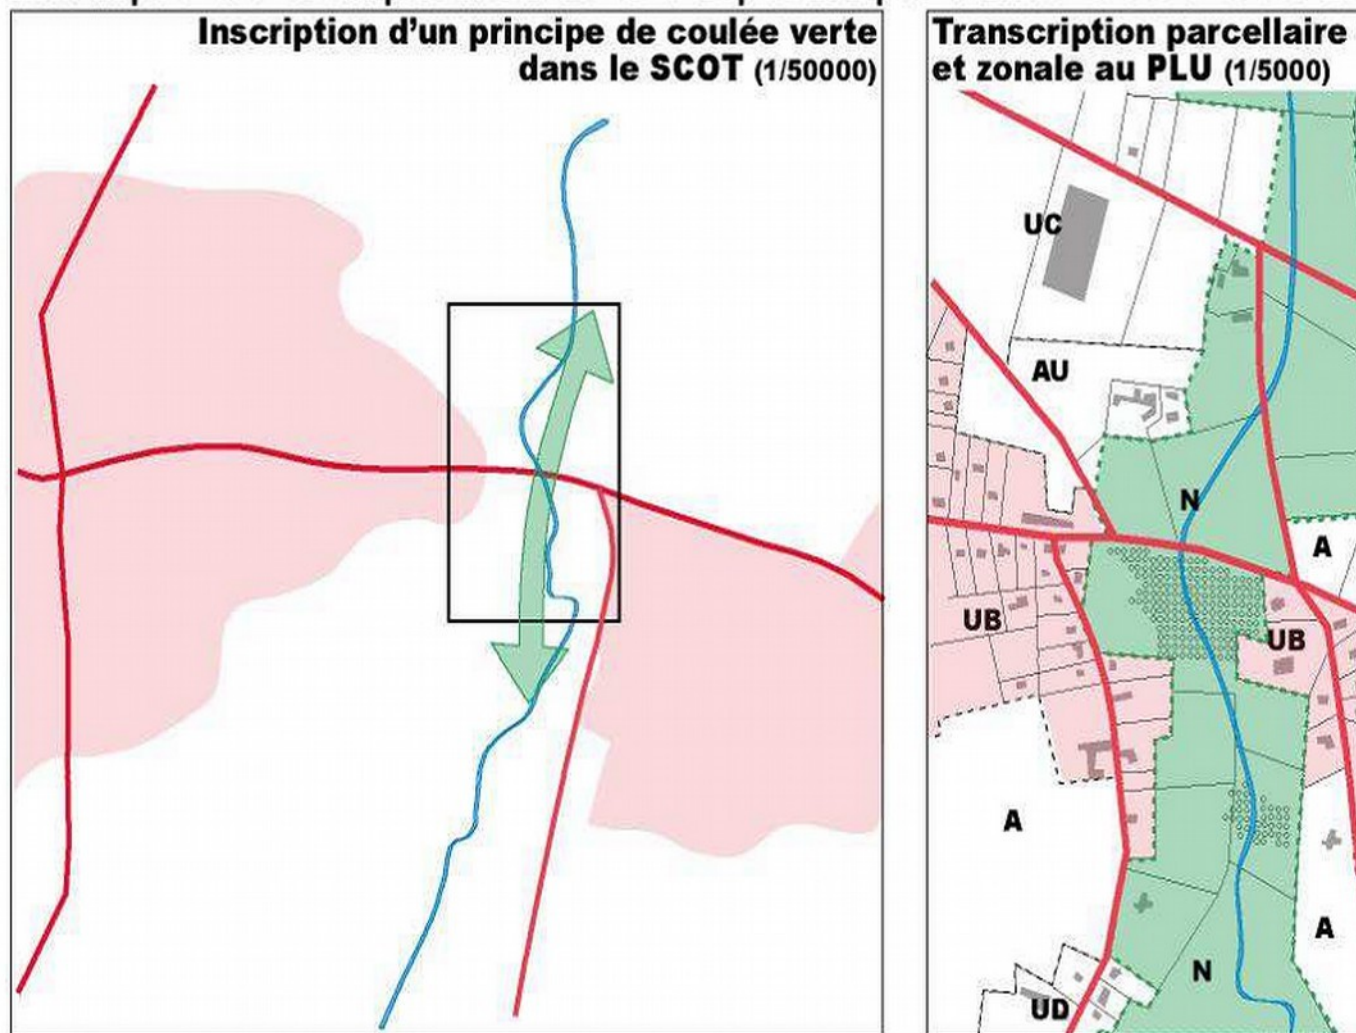 Inscription d'un principe de coulée verte
dans le SCOT (1/50000)
Transcription parcellaire
et zonale au PLU (1/5000)
UC
AU
N
A
UB
UB
A
A
N
UD